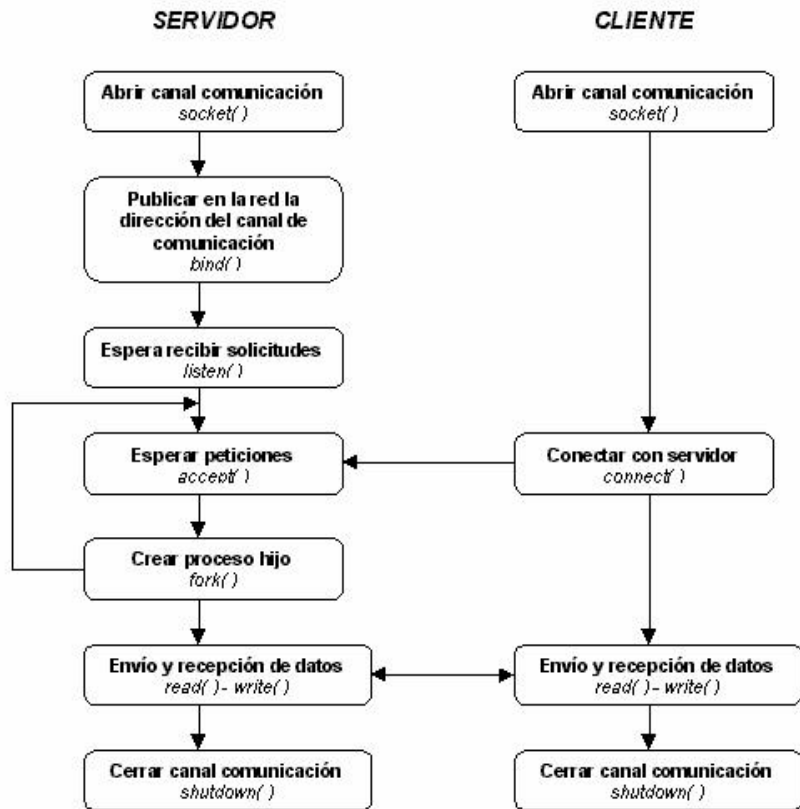 SERVIDOR
CLIENTE
Abrir canal comunicación
socket( )
Abrir canal comunicación
socket( )
Publicar en la red la
dirección del canal de
comunicación
bind( )
Espera recibir solicitudes
listen( )
Esperar peticiones
accept( )
Conectar con servidor
connect( )
Crear proceso hijo
fork( )
Envío y recepción de datos
read( ) - write( )
Envío y recepción de datos
read( ) - write( )
Cerrar canal comunicación
shutdown( )
Cerrar canal comunicación
shutdown( )